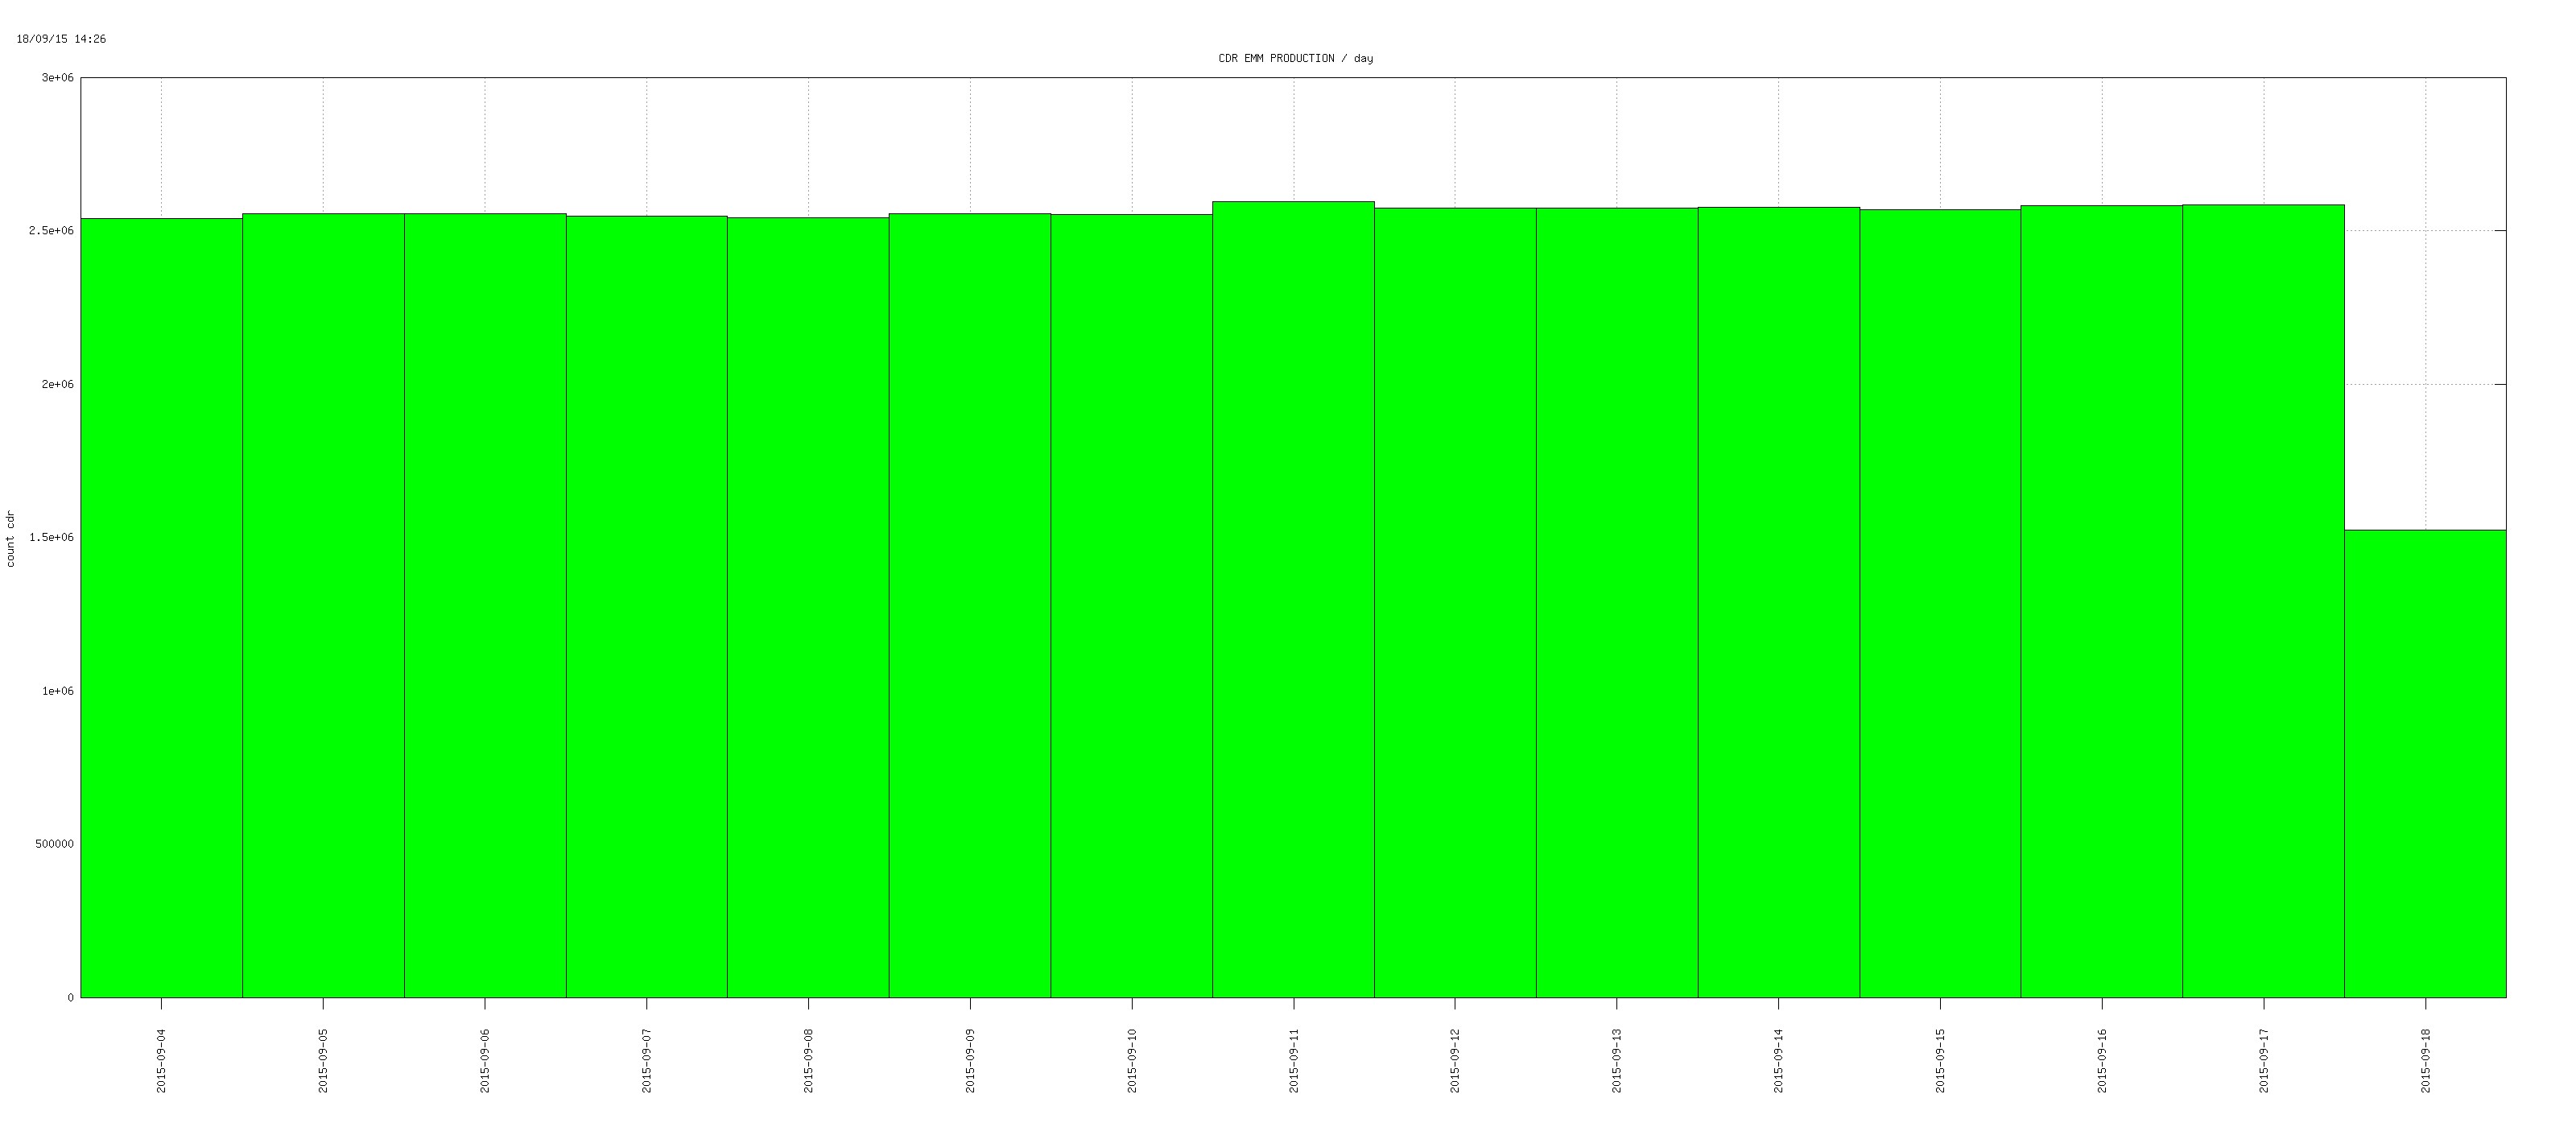 18/09/15 14:26
CDR EMM PRODUCTION / day
3e+06
2.5e+06
2e+06
1.5e+06
1e+06
500000
0
count cdr
2015-09-04
2015-09-05
2015-09-06
2015-09-07
2015-09-08
2015-09-09
2015-09-10
2015-09-11
2015-09-12
2015-09-13
2015-09-14
2015-09-15
2015-09-16
2015-09-17
2015-09-18